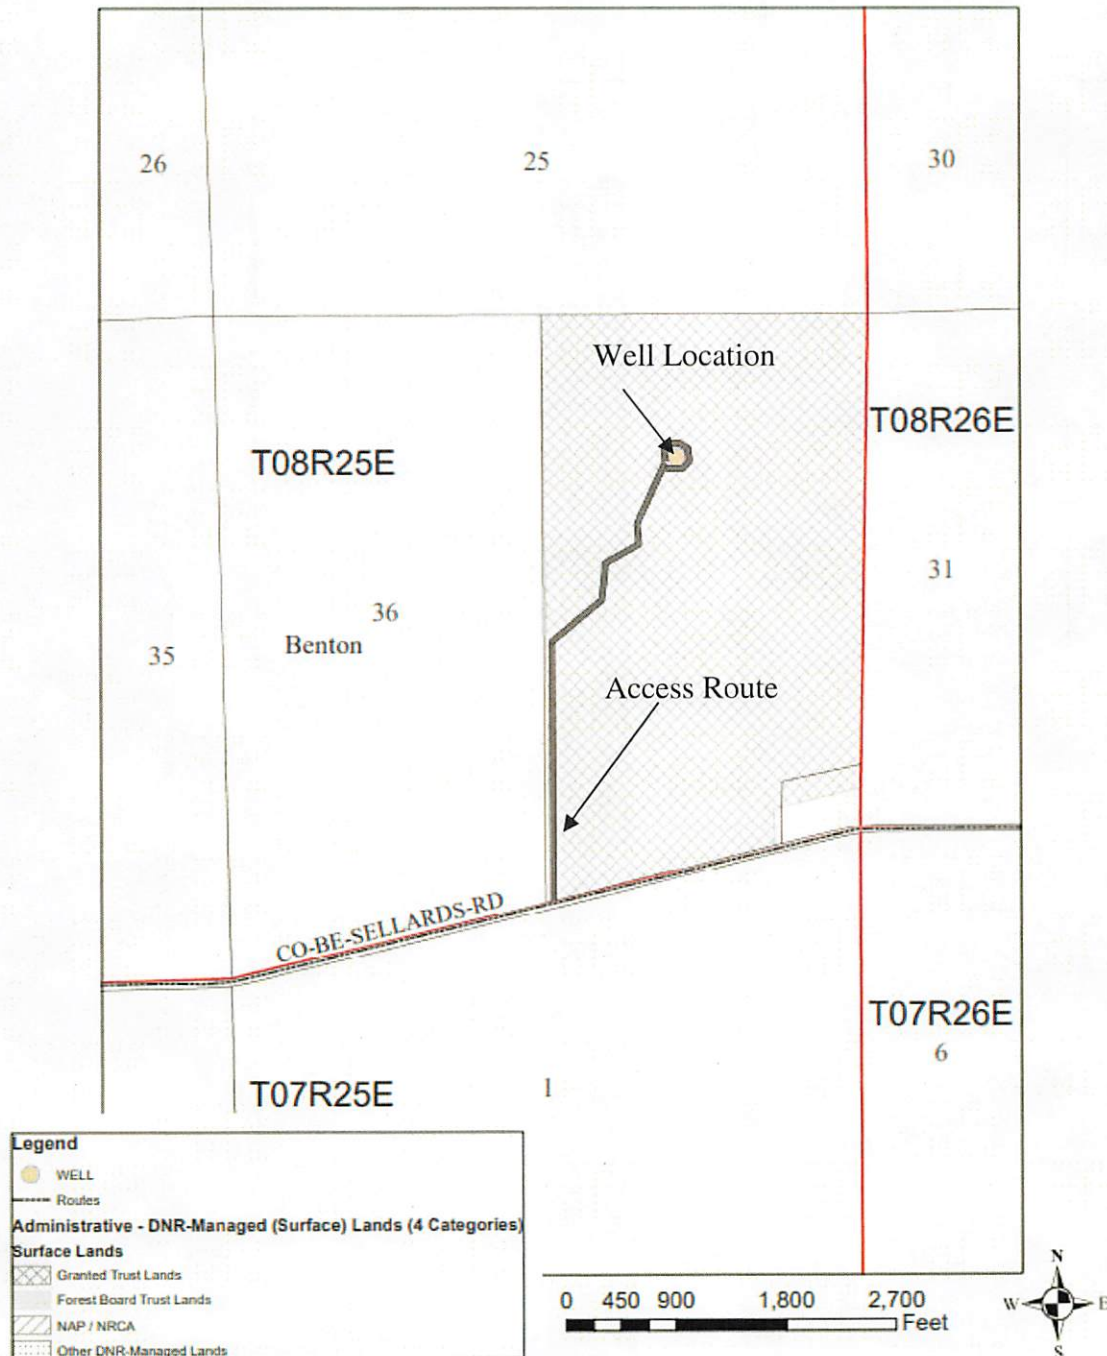 26
25
30
Well Location
T08R26E
T08R25E
31
36
Benton
35
Access Route
CO-BE-SELLARDS-RD
T07R26E
6
T07R25E
1
Legend
WELL
Routes
Administrative - DNR-Managed (Surface) Lands (4 Categories)
Surface Lands
Granted Trust Lands
Forest Board Trust Lands
NAP / NRCA
Other DNR-Managed Lands
0 450 900 1,800 2,700
Feet
N
W E
S